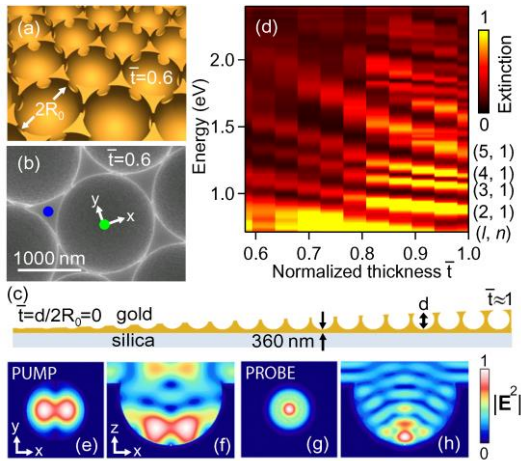 (a)
t̄=0.6
2R₀
(b)
t̄=0.6
y
x
1000 nm
(d)
Energy (eV)
2.0
1.5
1.0
0.6 0.7 0.8 0.9 1.0
Normalized thickness t̄
1
Extinction
0
(5, 1)
(4, 1)
(3, 1)
(2, 1)
(l, n)
(c)
t̄=d/2R₀=0 gold
silica
360 nm
d
t̄≈1
PUMP
y
x
(e)
z
x
(f)
PROBE
y
x
(g)
z
x
(h)
1
|E²|
0